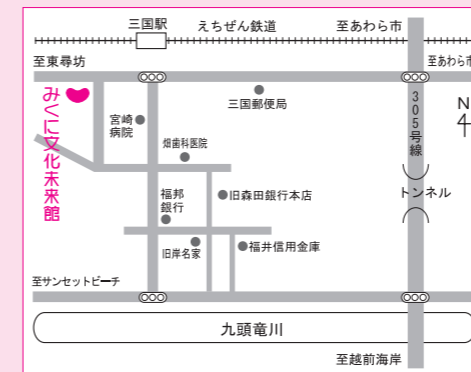 三国駅
えちぜん鉄道
至あわら市
至東尋坊
至あわら市
みくに文化未来館
宮崎
病院
三国郵便局
305号線
N
畑歯科医院
福邦
銀行
旧森田銀行本店
トンネル
旧岸名家
福井信用金庫
至サンセットビーチ
九頭竜川
至越前海岸